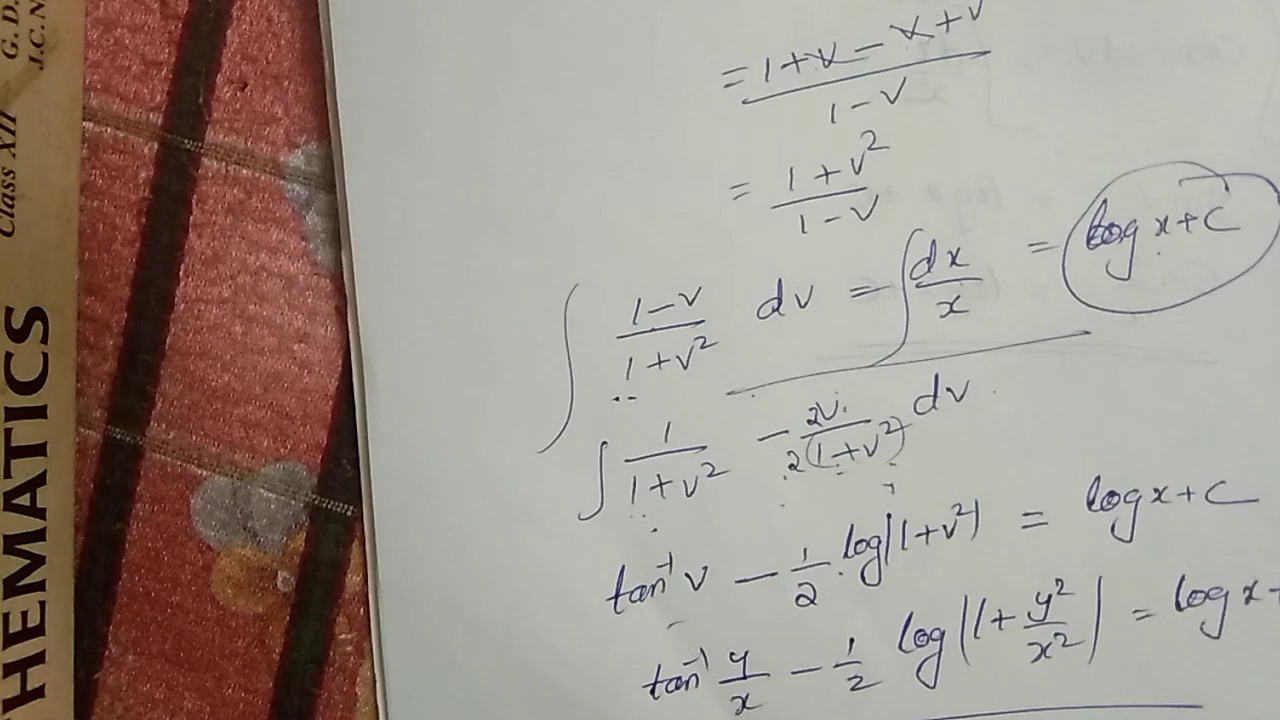 MATHEMATICS
Class XII
G. D.
J.C.N
= 1+v - v+v / 1-v
= 1+v² / 1-v
∫ 1-v / 1+v² dv = ∫ dx / x = log x+c
∫ 1 / 1+v² - 2v / 2(1+v²) dv
tan⁻¹ v - 1/2 log|1+v²| = log x+c
tan⁻¹ y/x - 1/2 log|1+ y²/x²| = log x+